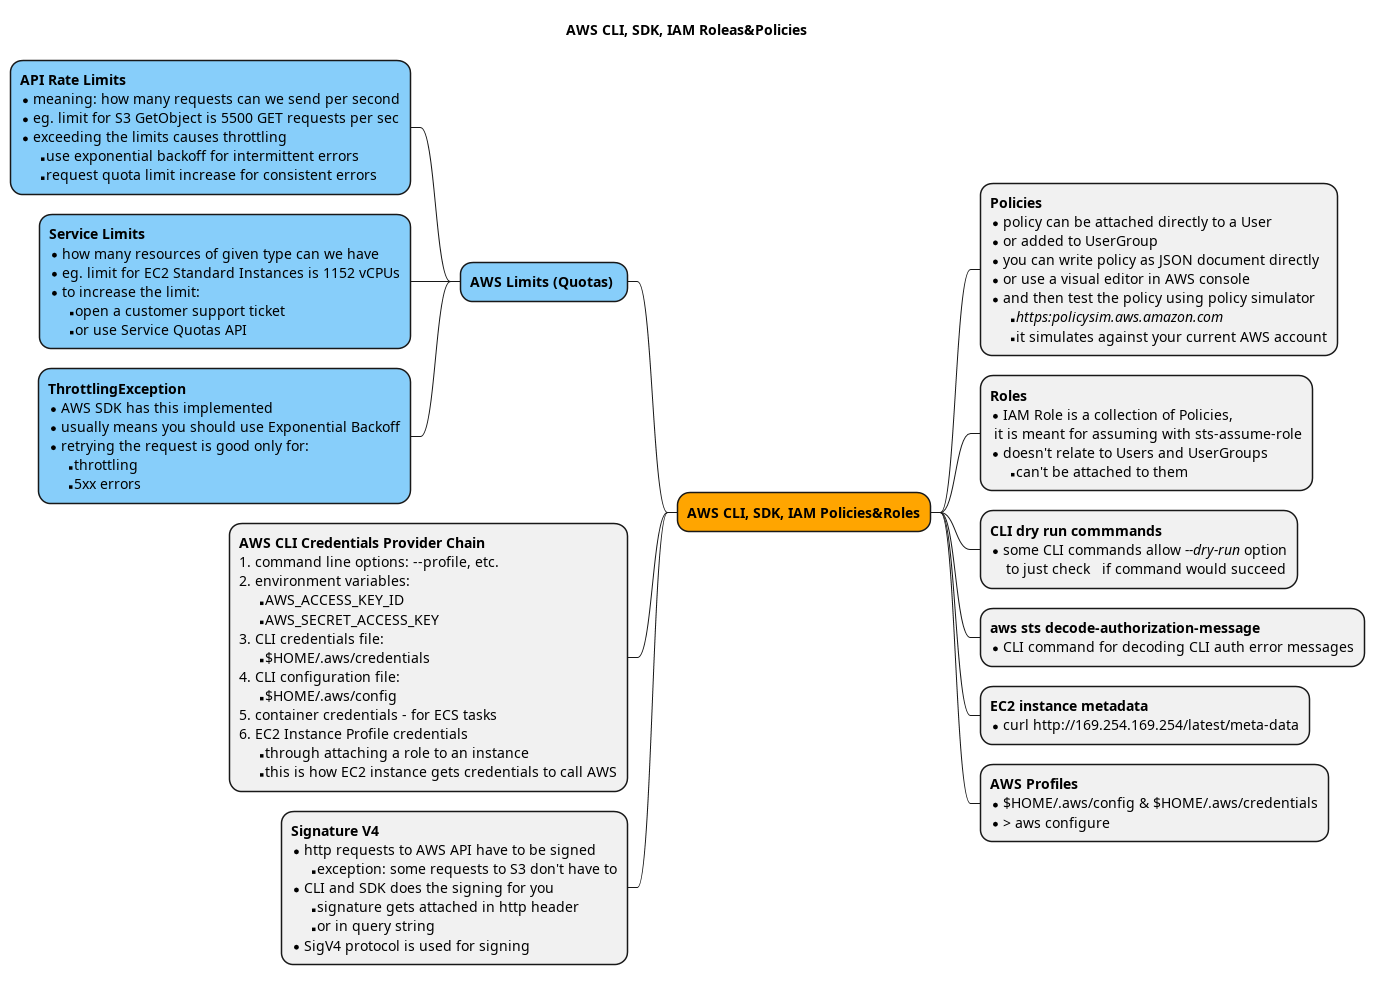 AWS CLI, SDK, IAM Roleas&Policies
API Rate Limits
• meaning: how many requests can we send per second
• eg. limit for S3 GetObject is 5500 GET requests per sec
• exceeding the limits causes throttling
▪ use exponential backoff for intermittent errors
▪ request quota limit increase for consistent errors
Service Limits
• how many resources of given type can we have
• eg. limit for EC2 Standard Instances is 1152 vCPUs
• to increase the limit:
▪ open a customer support ticket
▪ or use Service Quotas API
ThrottlingException
• AWS SDK has this implemented
• usually means you should use Exponential Backoff
• retrying the request is good only for:
▪ throttling
▪ 5xx errors
AWS Limits (Quotas)
AWS CLI Credentials Provider Chain
1. command line options: --profile, etc.
2. environment variables:
▪ AWS_ACCESS_KEY_ID
▪ AWS_SECRET_ACCESS_KEY
3. CLI credentials file:
▪ $HOME/.aws/credentials
4. CLI configuration file:
▪ $HOME/.aws/config
5. container credentials - for ECS tasks
6. EC2 Instance Profile credentials
▪ through attaching a role to an instance
▪ this is how EC2 instance gets credentials to call AWS
Signature V4
• http requests to AWS API have to be signed
▪ exception: some requests to S3 don't have to
• CLI and SDK does the signing for you
▪ signature gets attached in http header
▪ or in query string
• SigV4 protocol is used for signing
AWS CLI, SDK, IAM Policies&Roles
Policies
• policy can be attached directly to a User
• or added to UserGroup
• you can write policy as JSON document directly
• or use a visual editor in AWS console
• and then test the policy using policy simulator
▪ https:policysim.aws.amazon.com
▪ it simulates against your current AWS account
Roles
• IAM Role is a collection of Policies,
it is meant for assuming with sts-assume-role
• doesn't relate to Users and UserGroups
▪ can't be attached to them
CLI dry run commmands
• some CLI commands allow --dry-run option
to just check   if command would succeed
aws sts decode-authorization-message
• CLI command for decoding CLI auth error messages
EC2 instance metadata
• curl http://169.254.169.254/latest/meta-data
AWS Profiles
• $HOME/.aws/config & $HOME/.aws/credentials
• > aws configure